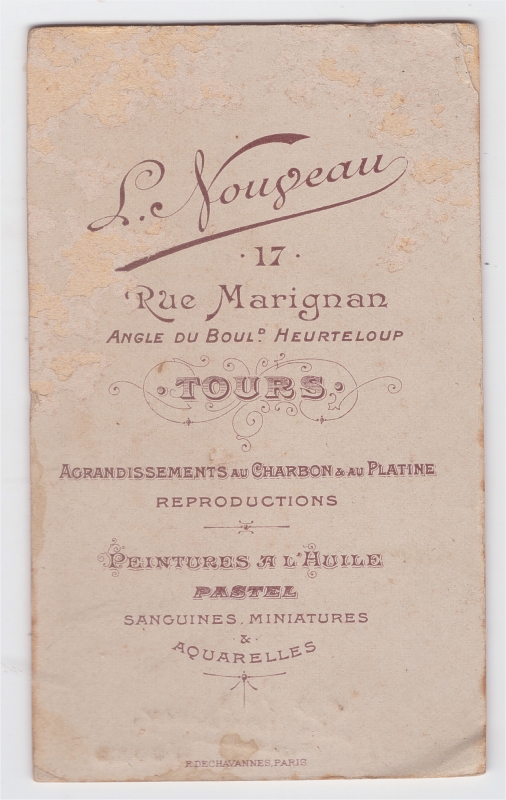 L. Nouveau
· 17 ·
Rue Marignan
ANGLE DU BOUL.D HEURTELOUP
· TOURS ·
AGRANDISSEMENTS AU CHARBON & AU PLATINE
REPRODUCTIONS
PEINTURES A L'HUILE
PASTEL
SANGUINES, MINIATURES
&
AQUARELLES
R. DECHAVANNES, PARIS